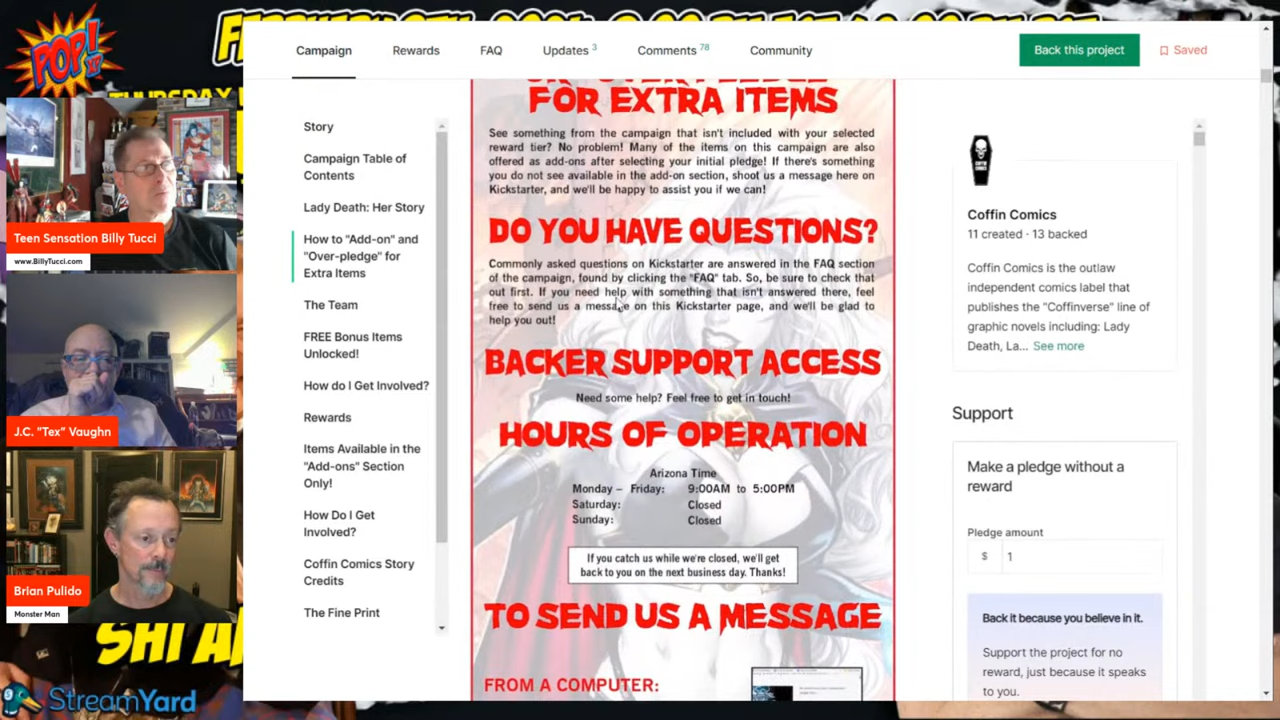 POP!
XP
THURSDAY
Campaign
Rewards
FAQ
Updates 3
Comments 78
Community
Back this project
Saved
Teen Sensation Billy Tucci
www.BillyTucci.com
J.C. "Tex" Vaughn
Brian Pulido
Monster Man
SHI
StreamYard
Story
Campaign Table of
Contents
Lady Death: Her Story
How to "Add-on" and
"Over-pledge" for
Extra Items
The Team
FREE Bonus Items
Unlocked!
How do I Get Involved?
Rewards
Items Available in the
"Add-ons" Section
Only!
How Do I Get
Involved?
Coffin Comics Story
Credits
The Fine Print
FOR EXTRA ITEMS
See something from the campaign that isn't included with your selected
reward tier? No problem! Many of the items on this campaign are also
offered as add-ons after selecting your initial pledge! If there's something
you do not see available in the add-on section, shoot us a message here on
Kickstarter, and we'll be happy to assist you if we can!
DO YOU HAVE QUESTIONS?
Commonly asked questions on Kickstarter are answered in the FAQ section
of the campaign, found by clicking the "FAQ" tab. So, be sure to check that
out first. If you need help with something that isn't answered there, feel
free to send us a message on this Kickstarter page, and we'll be glad to
help you out!
BACKER SUPPORT ACCESS
Need some help? Feel free to get in touch!
HOURS OF OPERATION
Arizona Time
Monday – Friday: 9:00AM to 5:00PM
Saturday: Closed
Sunday: Closed
If you catch us while we're closed, we'll get
back to you on the next business day. Thanks!
TO SEND US A MESSAGE
FROM A COMPUTER:
COFFIN
COMICS
Coffin Comics
11 created · 13 backed
Coffin Comics is the outlaw
independent comics label that
publishes the "Coffinverse" line of
graphic novels including: Lady
Death, La... See more
Support
Make a pledge without a
reward
Pledge amount
$ 1
Back it because you believe in it.
Support the project for no
reward, just because it speaks
to you.